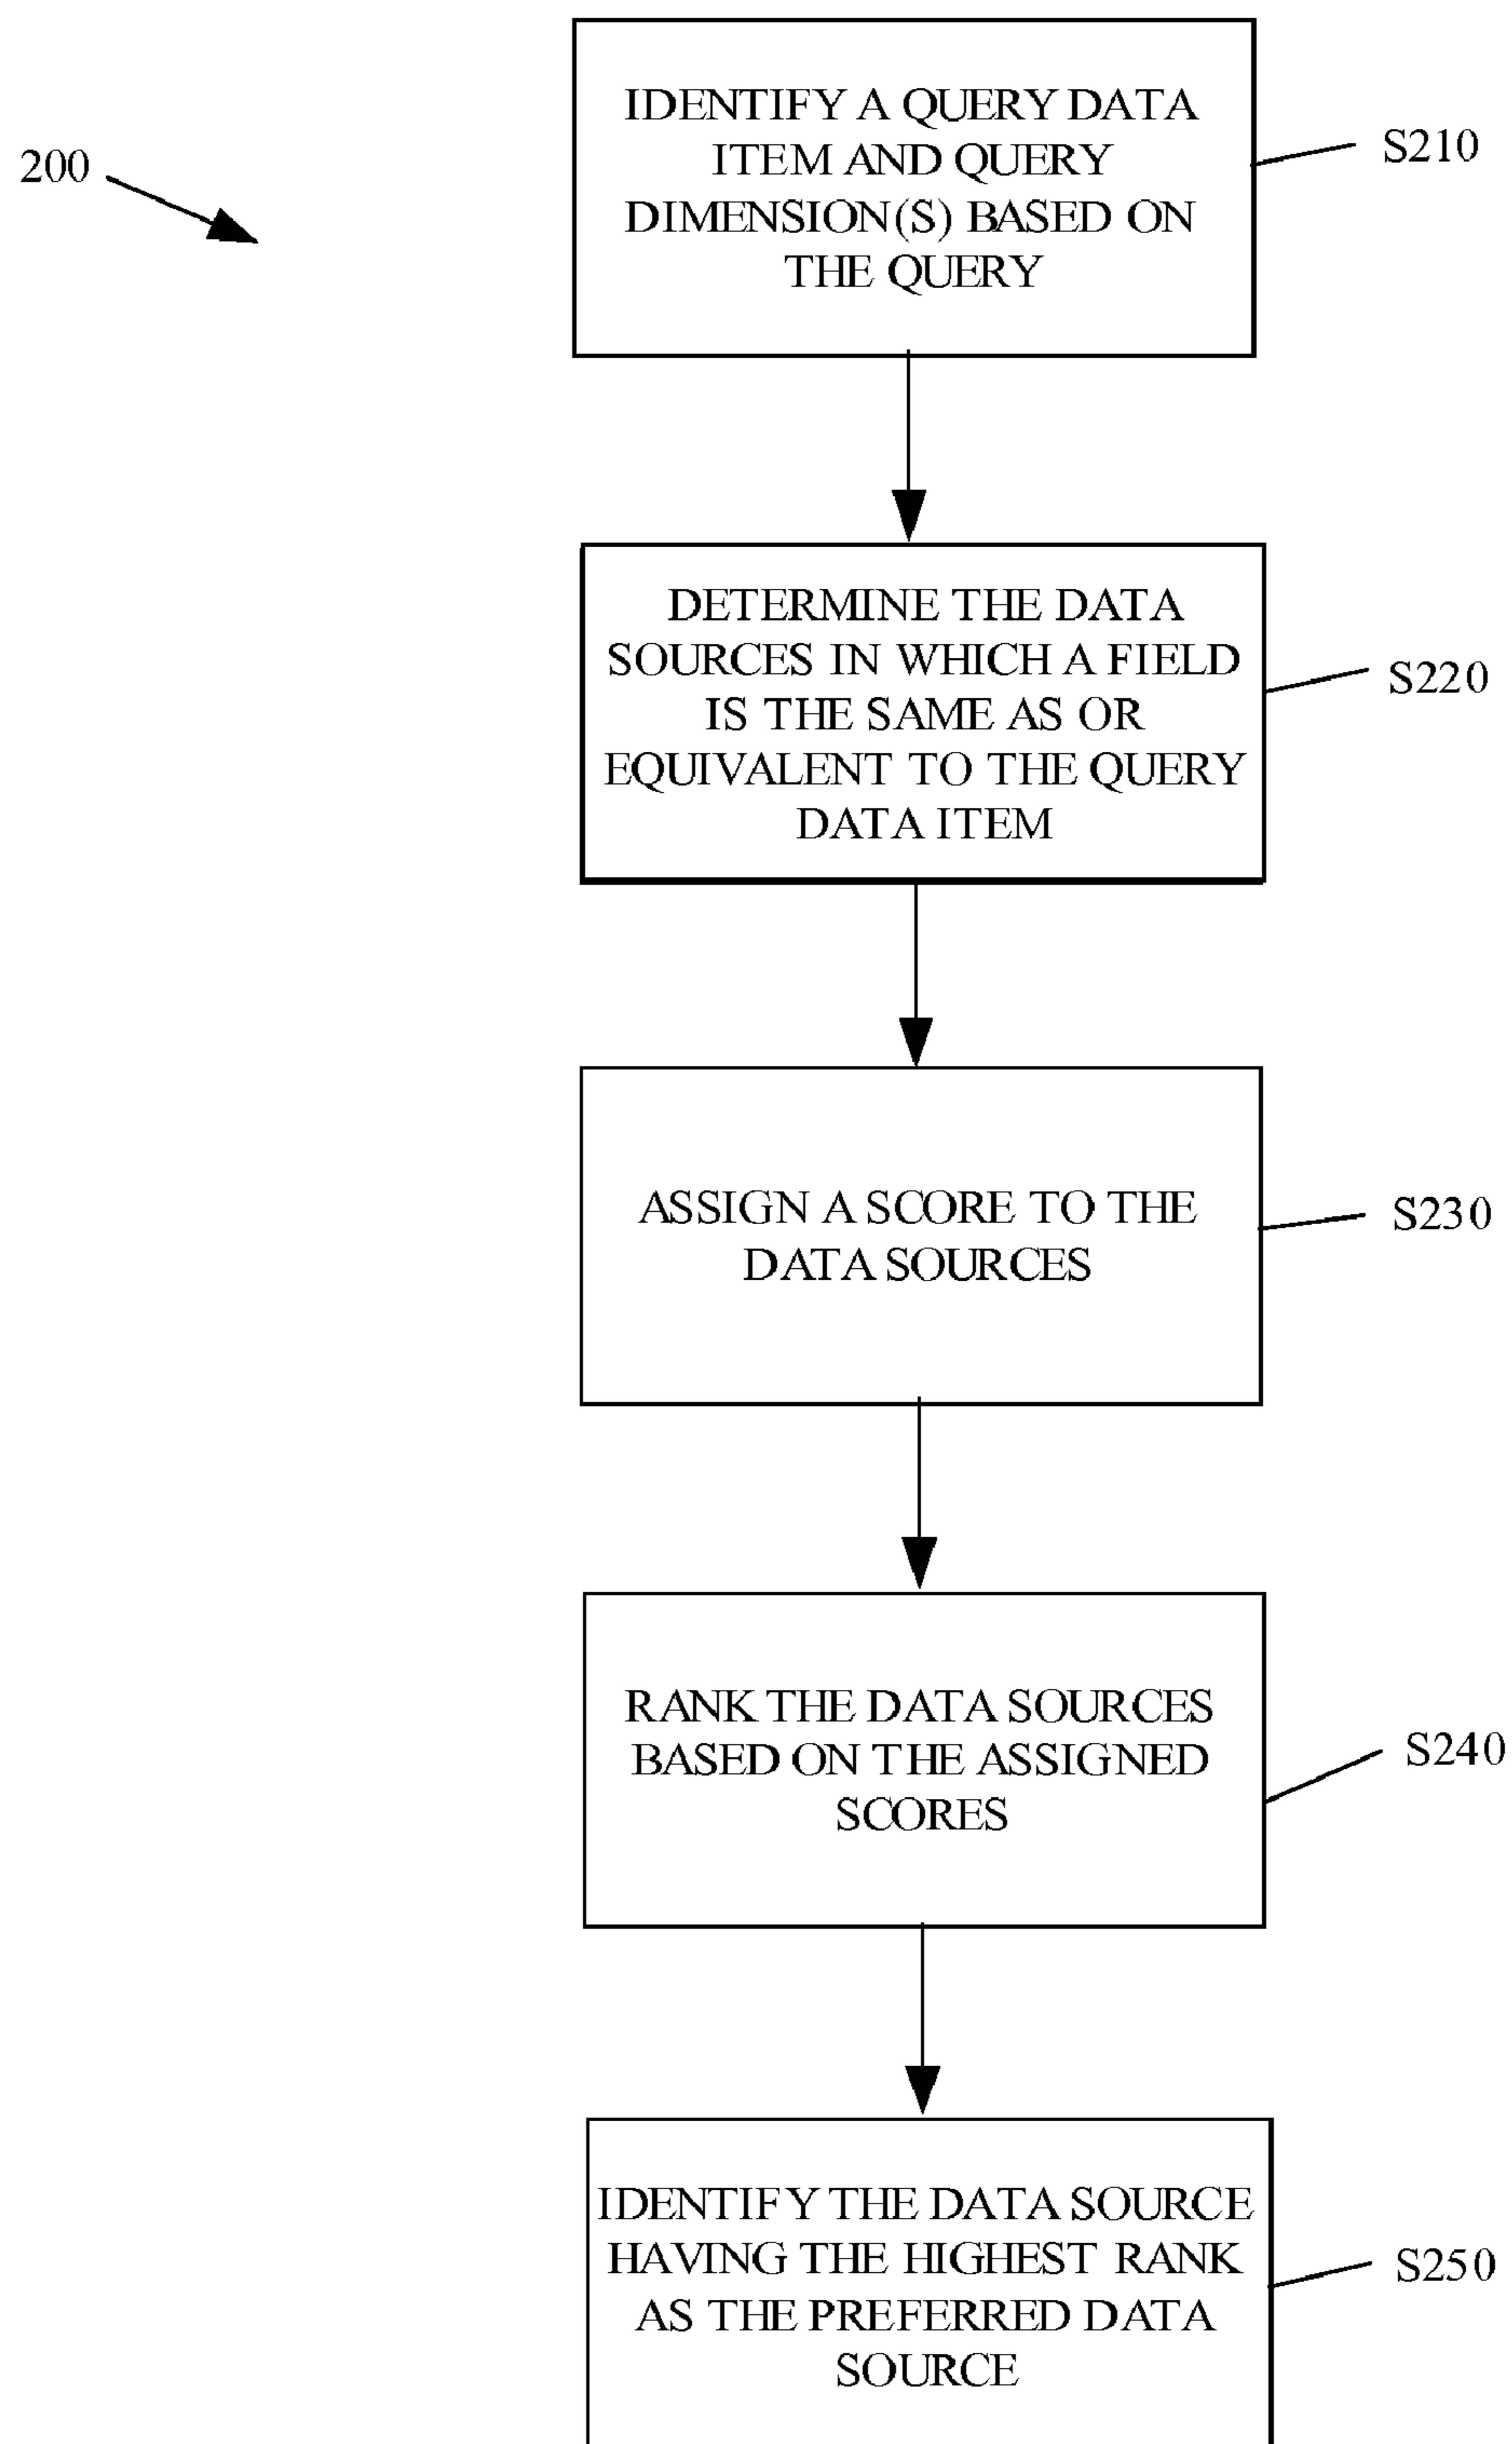 200
IDENTIFY A QUERY DATA
ITEM AND QUERY
DIMENSION(S) BASED ON
THE QUERY
S210
DETERMINE THE DATA
SOURCES IN WHICH A FIELD
IS THE SAME AS OR
EQUIVALENT TO THE QUERY
DATA ITEM
S220
ASSIGN A SCORE TO THE
DATA SOURCES
S230
RANK THE DATA SOURCES
BASED ON THE ASSIGNED
SCORES
S240
IDENTIFY THE DATA SOURCE
HAVING THE HIGHEST RANK
AS THE PREFERRED DATA
SOURCE
S250